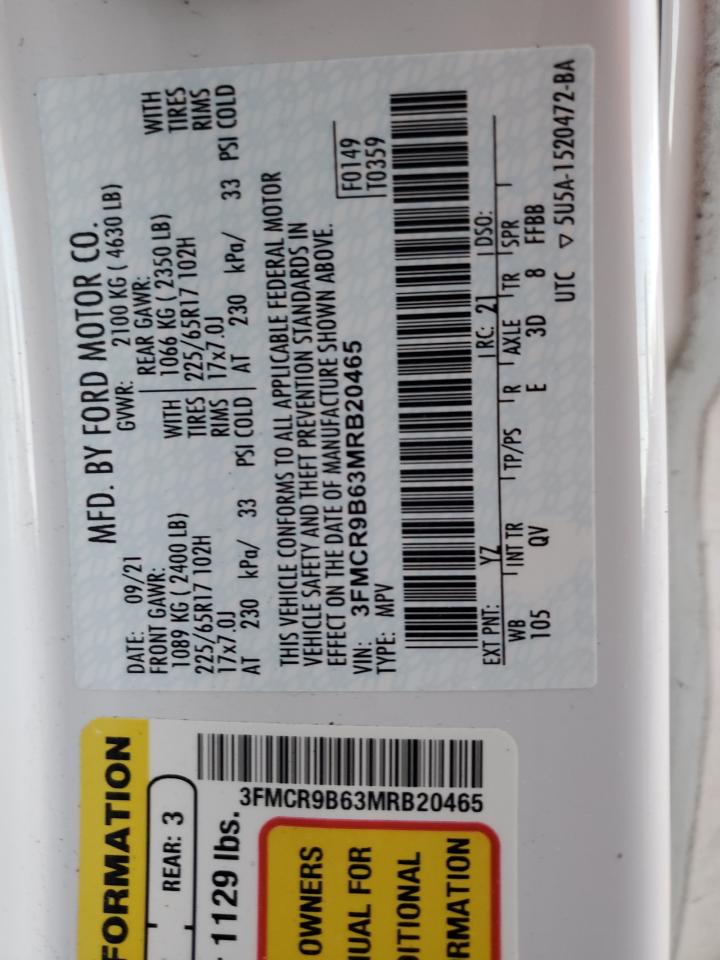 MFD. BY FORD MOTOR CO.
DATE: 09/21 GVWR: 2100 KG ( 4630 LB)
FRONT GAWR: REAR GAWR:
1089 KG ( 2400 LB) WITH 1066 KG ( 2350 LB) WITH
225/65R17 102H TIRES 225/65R17 102H TIRES
17x7.0J RIMS 17x7.0J RIMS
AT 230 kPa/ 33 PSI COLD AT 230 kPa/ 33 PSI COLD
THIS VEHICLE CONFORMS TO ALL APPLICABLE FEDERAL MOTOR
VEHICLE SAFETY AND THEFT PREVENTION STANDARDS IN
EFFECT ON THE DATE OF MANUFACTURE SHOWN ABOVE.
VIN: 3FMCR9B63MRB20465 F0149
TYPE: MPV T0359
EXT PNT: YZ RC: 21 DSO:
WB INT TR TP/PS R AXLE TR SPR
105 QV E 3D 8 FFBB
UTC ▽ 5U5A-1520472-BA
FORMATION
REAR: 3
1129 lbs.
3FMCR9B63MRB20465
OWNERS
UAL FOR
DITIONAL
RMATION